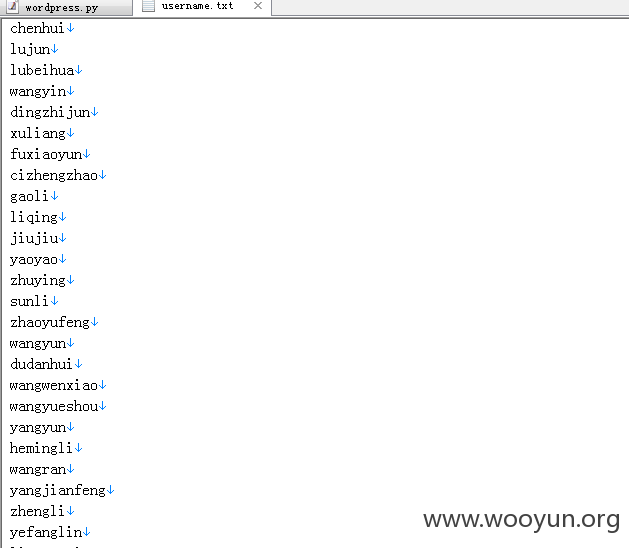 wordpress.py username.txt
chenhui↓
lujun↓
lubeihua↓
wangyin↓
dingzhijun↓
xuliang↓
fuxiaoyun↓
cizhengzhao↓
gaoli↓
liqing↓
jiujiu↓
yaoyao↓
zhuying↓
sunli↓
zhaoyufeng↓
wangyun↓
dudanhui↓
wangwenxiao↓
wangyueshou↓
yangyun↓
hemingli↓
wangran↓
yangjianfeng↓
zhengli↓
yefanglin↓
www.wooyun.org